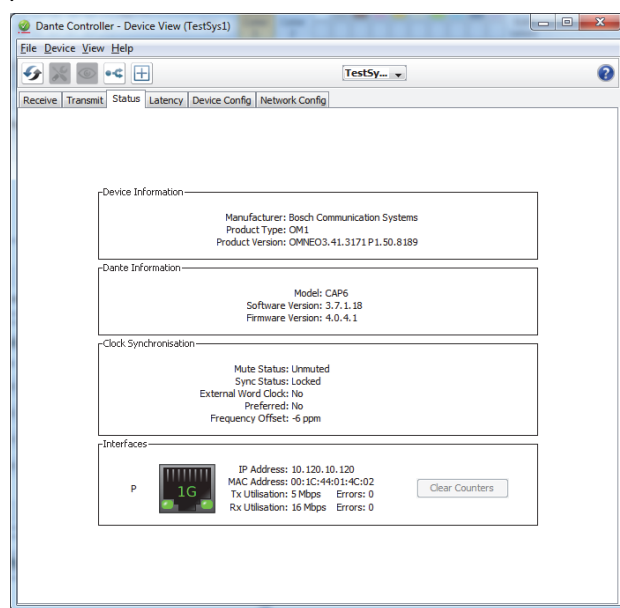 Dante Controller - Device View (TestSys1)
File Device View Help
TestSy...
Receive Transmit Status Latency Device Config Network Config
Device Information
Manufacturer: Bosch Communication Systems
Product Type: OM1
Product Version: OMNEO3.41.3171 P1.50.8189
Dante Information
Model: CAP6
Software Version: 3.7.1.18
Firmware Version: 4.0.4.1
Clock Synchronisation
Mute Status: Unmuted
Sync Status: Locked
External Word Clock: No
Preferred: No
Frequency Offset: -6 ppm
Interfaces
P
1G
IP Address: 10.120.10.120
MAC Address: 00:1C:44:01:4C:02
Tx Utilisation: 5 Mbps Errors: 0
Rx Utilisation: 16 Mbps Errors: 0
Clear Counters